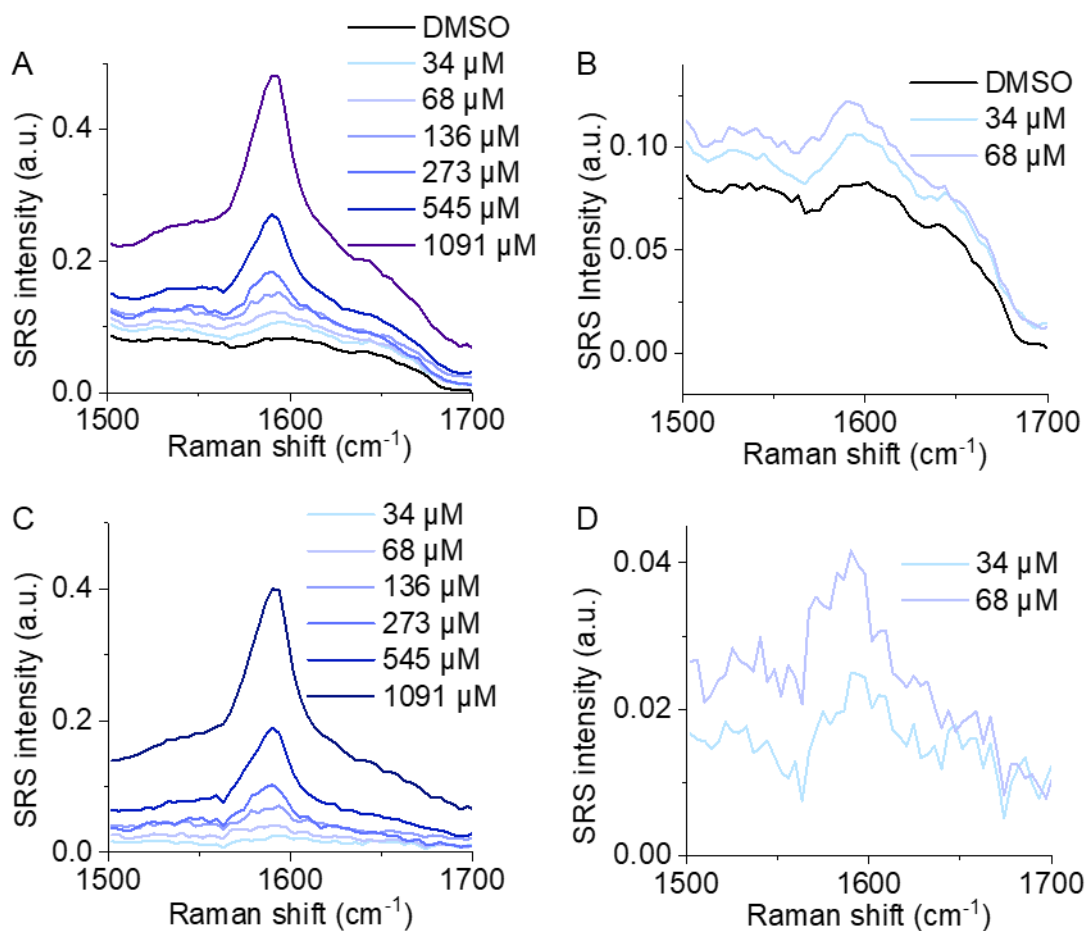 A
DMSO
34 µM
68 µM
136 µM
273 µM
545 µM
1091 µM
0.4
0.2
0.0
SRS intensity (a.u.)
1500
1600
1700
Raman shift (cm-1)
B
DMSO
34 µM
68 µM
0.10
0.05
0.00
SRS Intensity (a.u.)
1500
1600
1700
Raman shift (cm-1)
C
34 µM
68 µM
136 µM
273 µM
545 µM
1091 µM
0.4
0.2
0.0
SRS intensity (a.u.)
1500
1600
1700
Raman shift (cm-1)
D
34 µM
68 µM
0.04
0.02
0.00
SRS intensity (a.u.)
1500
1600
1700
Raman shift (cm-1)